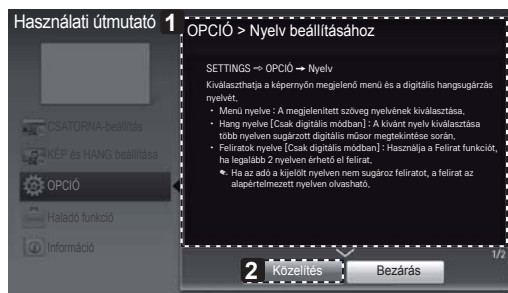 Használati útmutató
1
OPCIÓ > Nyelv beállításához
SETTINGS ⇨ OPCIÓ ➙ Nyelv
Kiválaszthatja a képernyőn megjelenő menü és a digitális hangsugárzás
nyelvét.
• Menü nyelve : A megjelenített szöveg nyelvének kiválasztása.
• Hang nyelve [Csak digitális módban] : A kívánt nyelv kiválasztása
több nyelven sugárzott digitális műsor megtekintése során.
• Feliratok nyelve [Csak digitális módban] : Használja a Felirat funkciót,
ha legalább 2 nyelven érhető el felirat.
Ha az adó a kijelölt nyelven nem sugároz feliratot, a felirat az
alapértelmezett nyelven olvasható.
CSATORNA-beállítás
KÉP és HANG beállítása
OPCIÓ
Haladó funkció
Információ
1/2
2
Közelítés
Bezárás